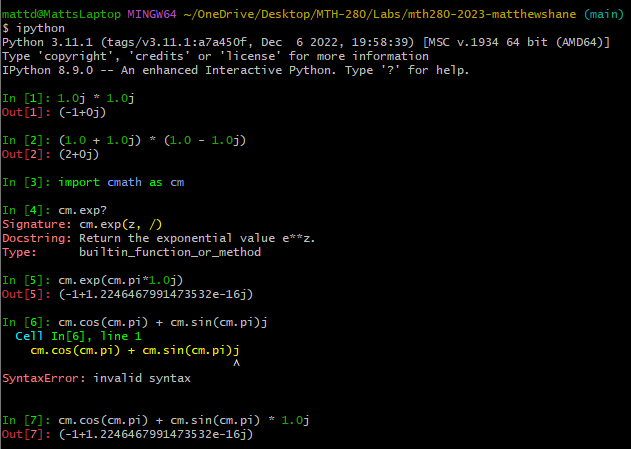 mattd@MattsLaptop MINGW64 ~/OneDrive/Desktop/MTH-280/Labs/mth280-2023-matthewshane (main)
$ ipython
Python 3.11.1 (tags/v3.11.1:a7a450f, Dec  6 2022, 19:58:39) [MSC v.1934 64 bit (AMD64)]
Type 'copyright', 'credits' or 'license' for more information
IPython 8.9.0 -- An enhanced Interactive Python. Type '?' for help.
In [1]: 1.0j * 1.0j
Out[1]: (-1+0j)
In [2]: (1.0 + 1.0j) * (1.0 - 1.0j)
Out[2]: (2+0j)
In [3]: import cmath as cm
In [4]: cm.exp?
Signature: cm.exp(z, /)
Docstring: Return the exponential value e**z.
Type:      builtin_function_or_method
In [5]: cm.exp(cm.pi*1.0j)
Out[5]: (-1+1.2246467991473532e-16j)
In [6]: cm.cos(cm.pi) + cm.sin(cm.pi)j
  Cell In[6], line 1
    cm.cos(cm.pi) + cm.sin(cm.pi)j
                                 ^
SyntaxError: invalid syntax
In [7]: cm.cos(cm.pi) + cm.sin(cm.pi) * 1.0j
Out[7]: (-1+1.2246467991473532e-16j)